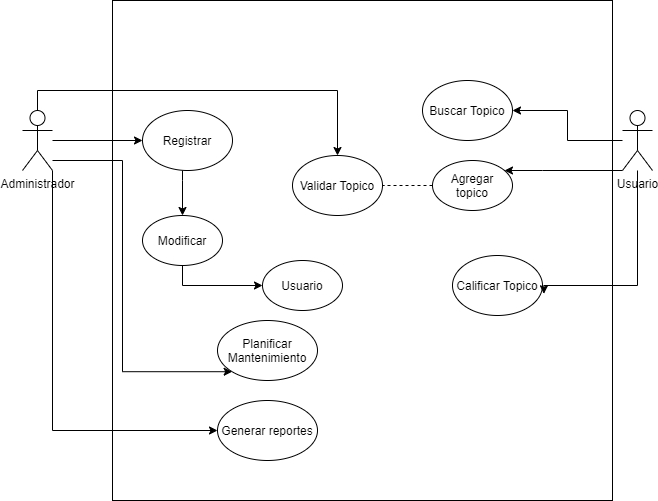 Buscar Topico
Registrar
Administrador
Validar Topico
Agregar
topico
Usuario
Modificar
Usuario
Calificar Topico
Planificar
Mantenimiento
Generar reportes